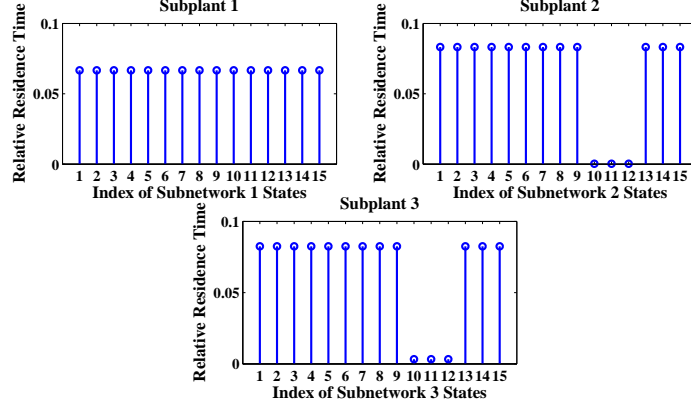 Subplant 1
0.1
0.05
0
Relative Residence Time
1 2 3 4 5 6 7 8 9 10 11 12 13 14 15
Index of Subnetwork 1 States
Subplant 2
0.1
0.05
0
Relative Residence Time
1 2 3 4 5 6 7 8 9 10 11 12 13 14 15
Index of Subnetwork 2 States
Subplant 3
0.1
0.05
0
Relative Residence Time
1 2 3 4 5 6 7 8 9 10 11 12 13 14 15
Index of Subnetwork 3 States